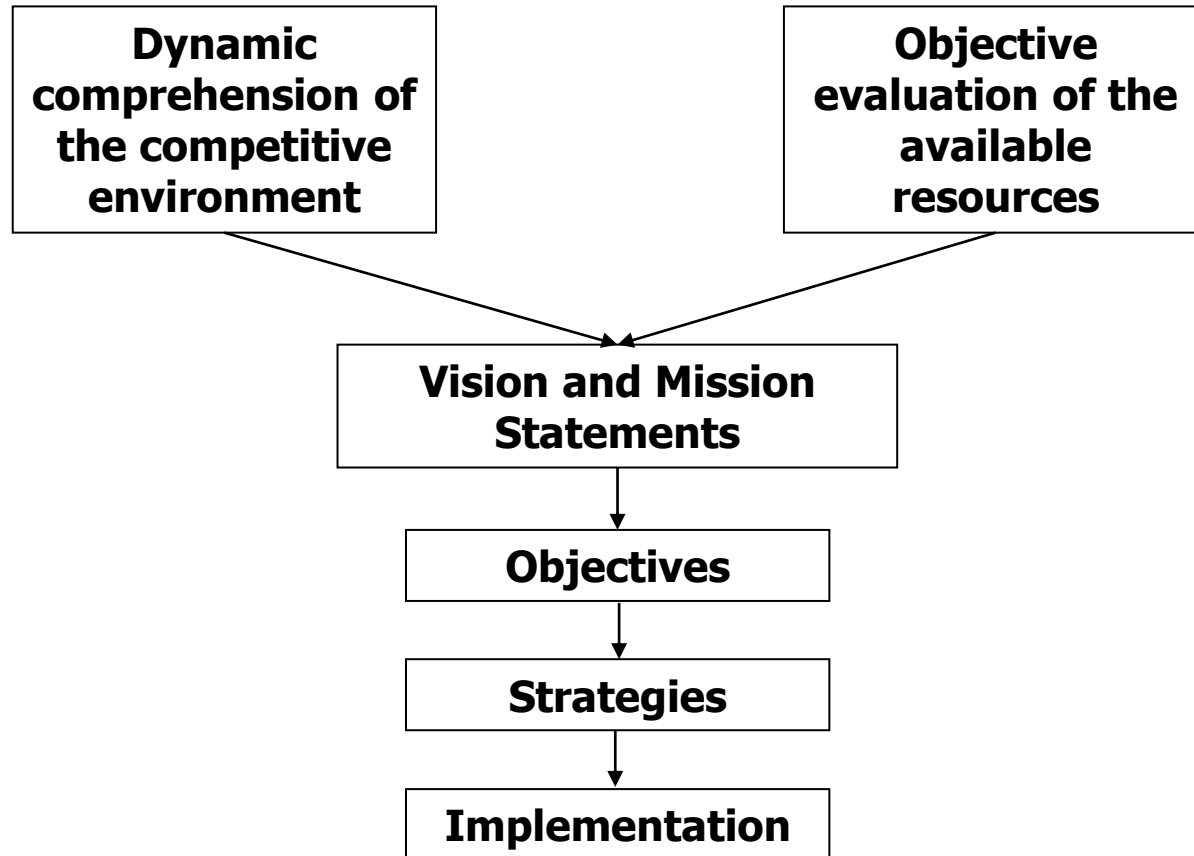 Dynamic
comprehension of
the competitive
environment
Objective
evaluation of the
available
resources
Vision and Mission
Statements
Objectives
Strategies
Implementation